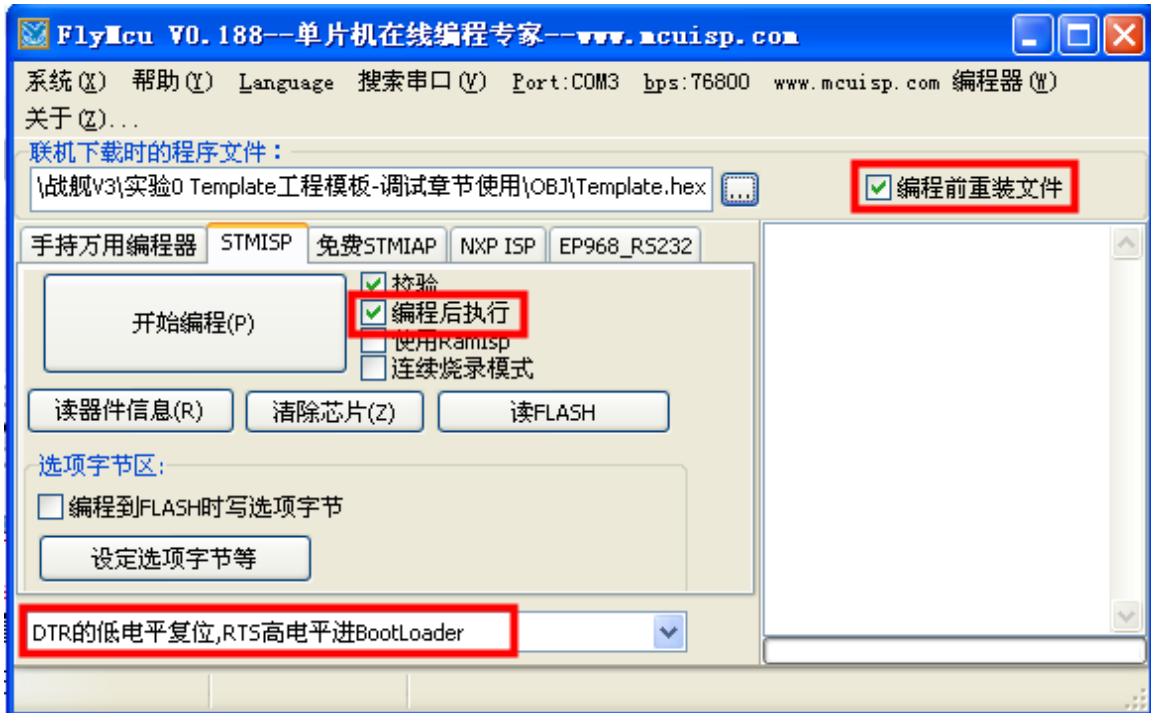 FlyMcu V0.188--单片机在线编程专家--www.mcuisp.com
系统(X) 帮助(Y) Language 搜索串口(V) Port:COM3 bps:76800 www.mcuisp.com 编程器(W)
关于(Z)...
联机下载时的程序文件：
\战舰V3\实验0 Template工程模板-调试章节使用\OBJ\Template.hex ... 编程前重装文件
手持万用编程器 STMISP 免费STMIAP NXP ISP EP968_RS232
校验
开始编程(P) 编程后执行
使用RamIsp
连续烧录模式
读器件信息(R) 清除芯片(Z) 读FLASH
选项字节区:
编程到FLASH时写选项字节
设定选项字节等
DTR的低电平复位,RTS高电平进BootLoader